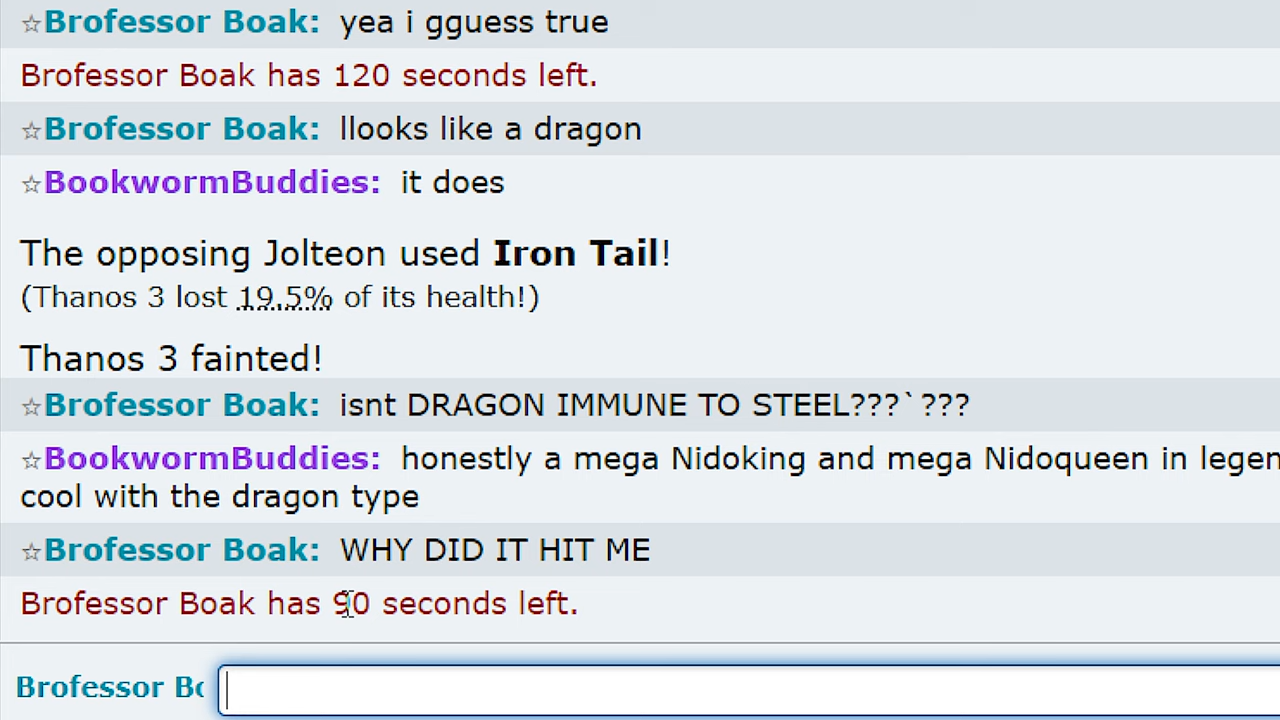 ☆Brofessor Boak: yea i gguess true
Brofessor Boak has 120 seconds left.
☆Brofessor Boak: llooks like a dragon
☆BookwormBuddies: it does
The opposing Jolteon used Iron Tail!
(Thanos 3 lost 19.5% of its health!)
Thanos 3 fainted!
☆Brofessor Boak: isnt DRAGON IMMUNE TO STEEL???`???
☆BookwormBuddies: honestly a mega Nidoking and mega Nidoqueen in legen
cool with the dragon type
☆Brofessor Boak: WHY DID IT HIT ME
Brofessor Boak has 90 seconds left.
Brofessor Bo